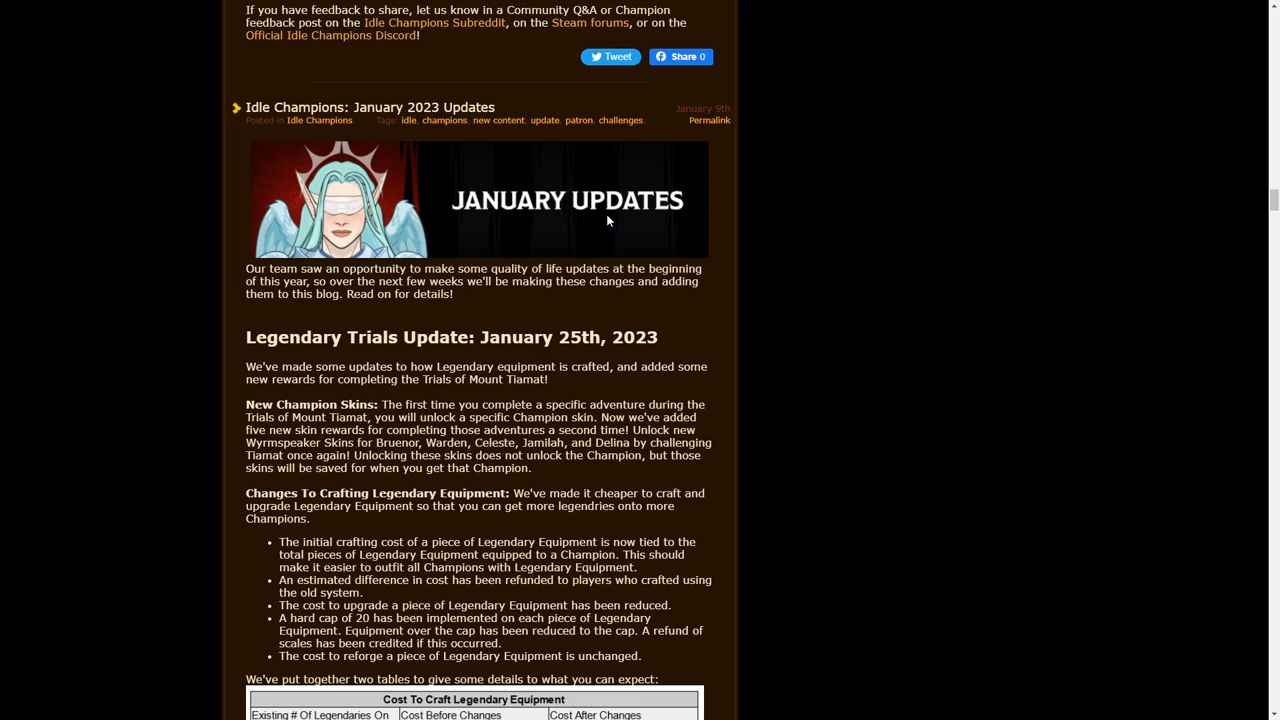 If you have feedback to share, let us know in a Community Q&A or Champion
feedback post on the Idle Champions Subreddit, on the Steam forums, or on the
Official Idle Champions Discord!
Tweet
Share 0
Idle Champions: January 2023 Updates
January 9th
Posted in Idle Champions. Tags: idle, champions, new content, update, patron, challenges.
Permalink
JANUARY UPDATES
Our team saw an opportunity to make some quality of life updates at the beginning
of this year, so over the next few weeks we'll be making these changes and adding
them to this blog. Read on for details!
Legendary Trials Update: January 25th, 2023
We've made some updates to how Legendary equipment is crafted, and added some
new rewards for completing the Trials of Mount Tiamat!
New Champion Skins: The first time you complete a specific adventure during the
Trials of Mount Tiamat, you will unlock a specific Champion skin. Now we've added
five new skin rewards for completing those adventures a second time! Unlock new
Wyrmspeaker Skins for Bruenor, Warden, Celeste, Jamilah, and Delina by challenging
Tiamat once again! Unlocking these skins does not unlock the Champion, but those
skins will be saved for when you get that Champion.
Changes To Crafting Legendary Equipment: We've made it cheaper to craft and
upgrade Legendary Equipment so that you can get more legendries onto more
Champions.
• The initial crafting cost of a piece of Legendary Equipment is now tied to the
total pieces of Legendary Equipment equipped to a Champion. This should
make it easier to outfit all Champions with Legendary Equipment.
• An estimated difference in cost has been refunded to players who crafted using
the old system.
• The cost to upgrade a piece of Legendary Equipment has been reduced.
• A hard cap of 20 has been implemented on each piece of Legendary
Equipment. Equipment over the cap has been reduced to the cap. A refund of
scales has been credited if this occurred.
• The cost to reforge a piece of Legendary Equipment is unchanged.
We've put together two tables to give some details to what you can expect:
Cost To Craft Legendary Equipment
Existing # Of Legendaries On Cost Before Changes Cost After Changes